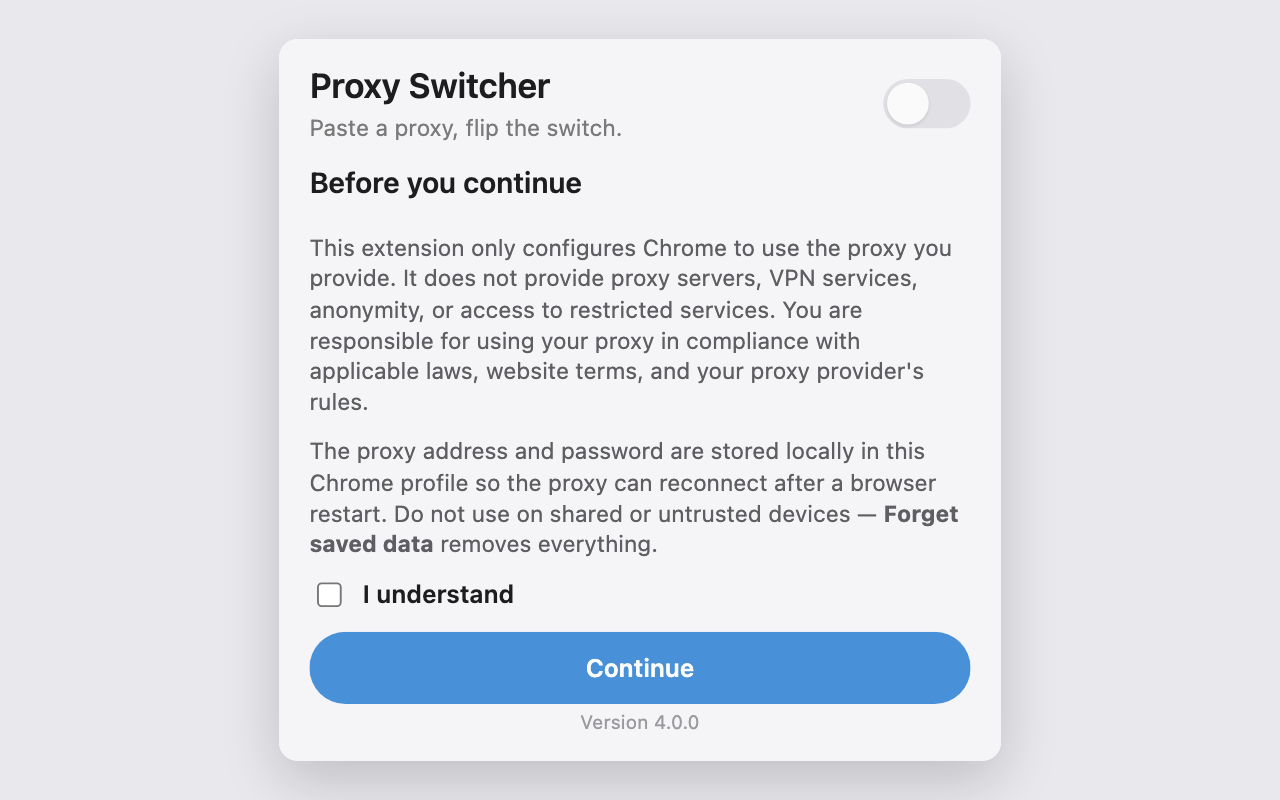 Proxy Switcher
Paste a proxy, flip the switch.
Before you continue
This extension only configures Chrome to use the proxy you
provide. It does not provide proxy servers, VPN services,
anonymity, or access to restricted services. You are
responsible for using your proxy in compliance with
applicable laws, website terms, and your proxy provider's
rules.
The proxy address and password are stored locally in this
Chrome profile so the proxy can reconnect after a browser
restart. Do not use on shared or untrusted devices — Forget
saved data removes everything.
I understand
Continue
Version 4.0.0